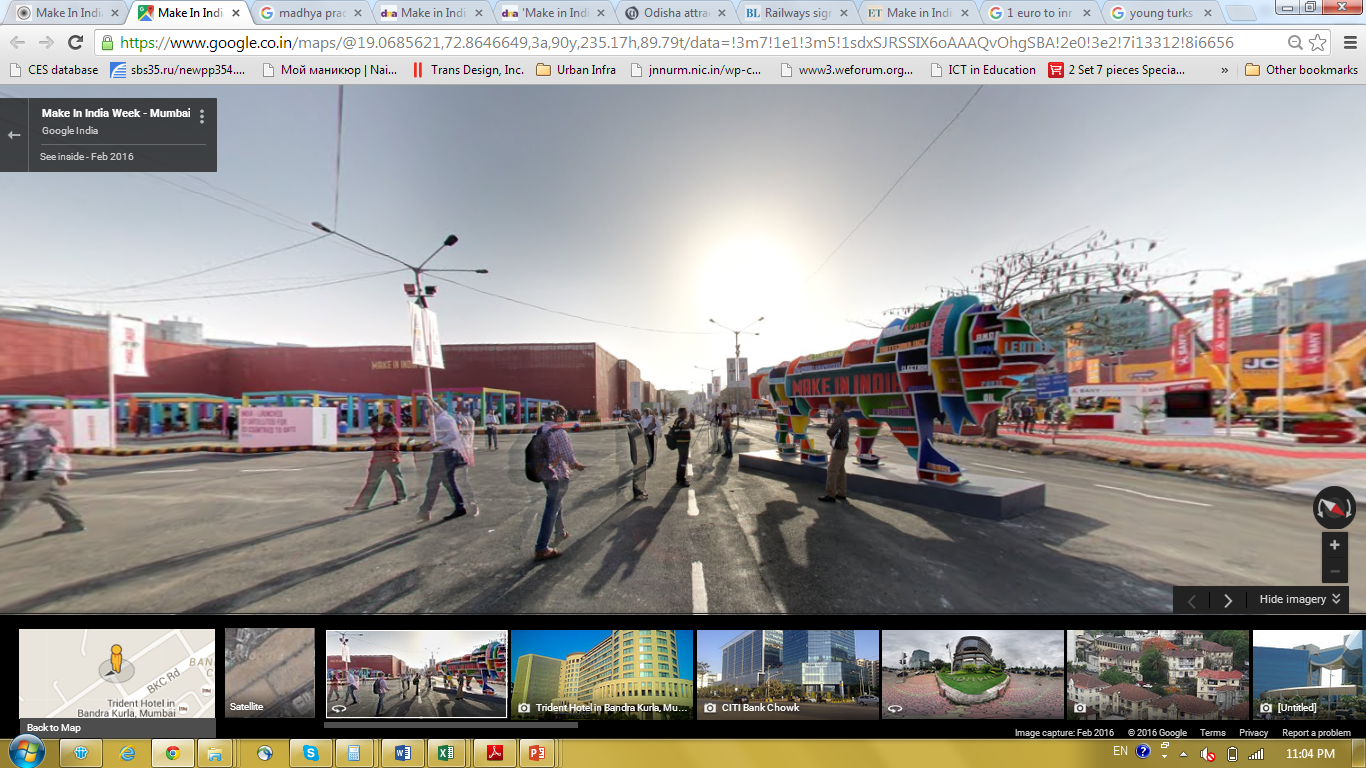 Make In Indi
Make In Indi
madhya prac
Make in Indi
'Make in Indi
Odisha attra
Railways sig
Make in Indi
1 euro to inr
young turks
https://www.google.co.in/maps/@19.0685621,72.8646649,3a,90y,235.17h,89.79t/data=!3m7!1e1!3m5!1sdxSJRSSIX6oAAAQvOhgSBA!2e0!3e2!7i13312!8i6656
CES database
sbs35.ru/newpp354....
Мой маникюр | Nai...
Trans Design, Inc.
Urban Infra
jnnurm.nic.in/wp-c...
www3.weforum.org...
ICT in Education
2 Set 7 pieces Specia...
»
Other bookmarks
Make In India Week - Mumbai
Google India
See inside - Feb 2016
MAKE IN INDIA
MAKE IN INDIA
SANY
SANY
JCB
Hide imagery
BKC Rd
Trident Hotel in
Bandra Kurla, Mumbai
Back to Map
Satellite
Trident Hotel in Bandra Kurla, Mu...
CITI Bank Chowk
[Untitled]
Image capture: Feb 2016
© 2016 Google
Terms
Privacy
Report a problem
EN
11:04 PM